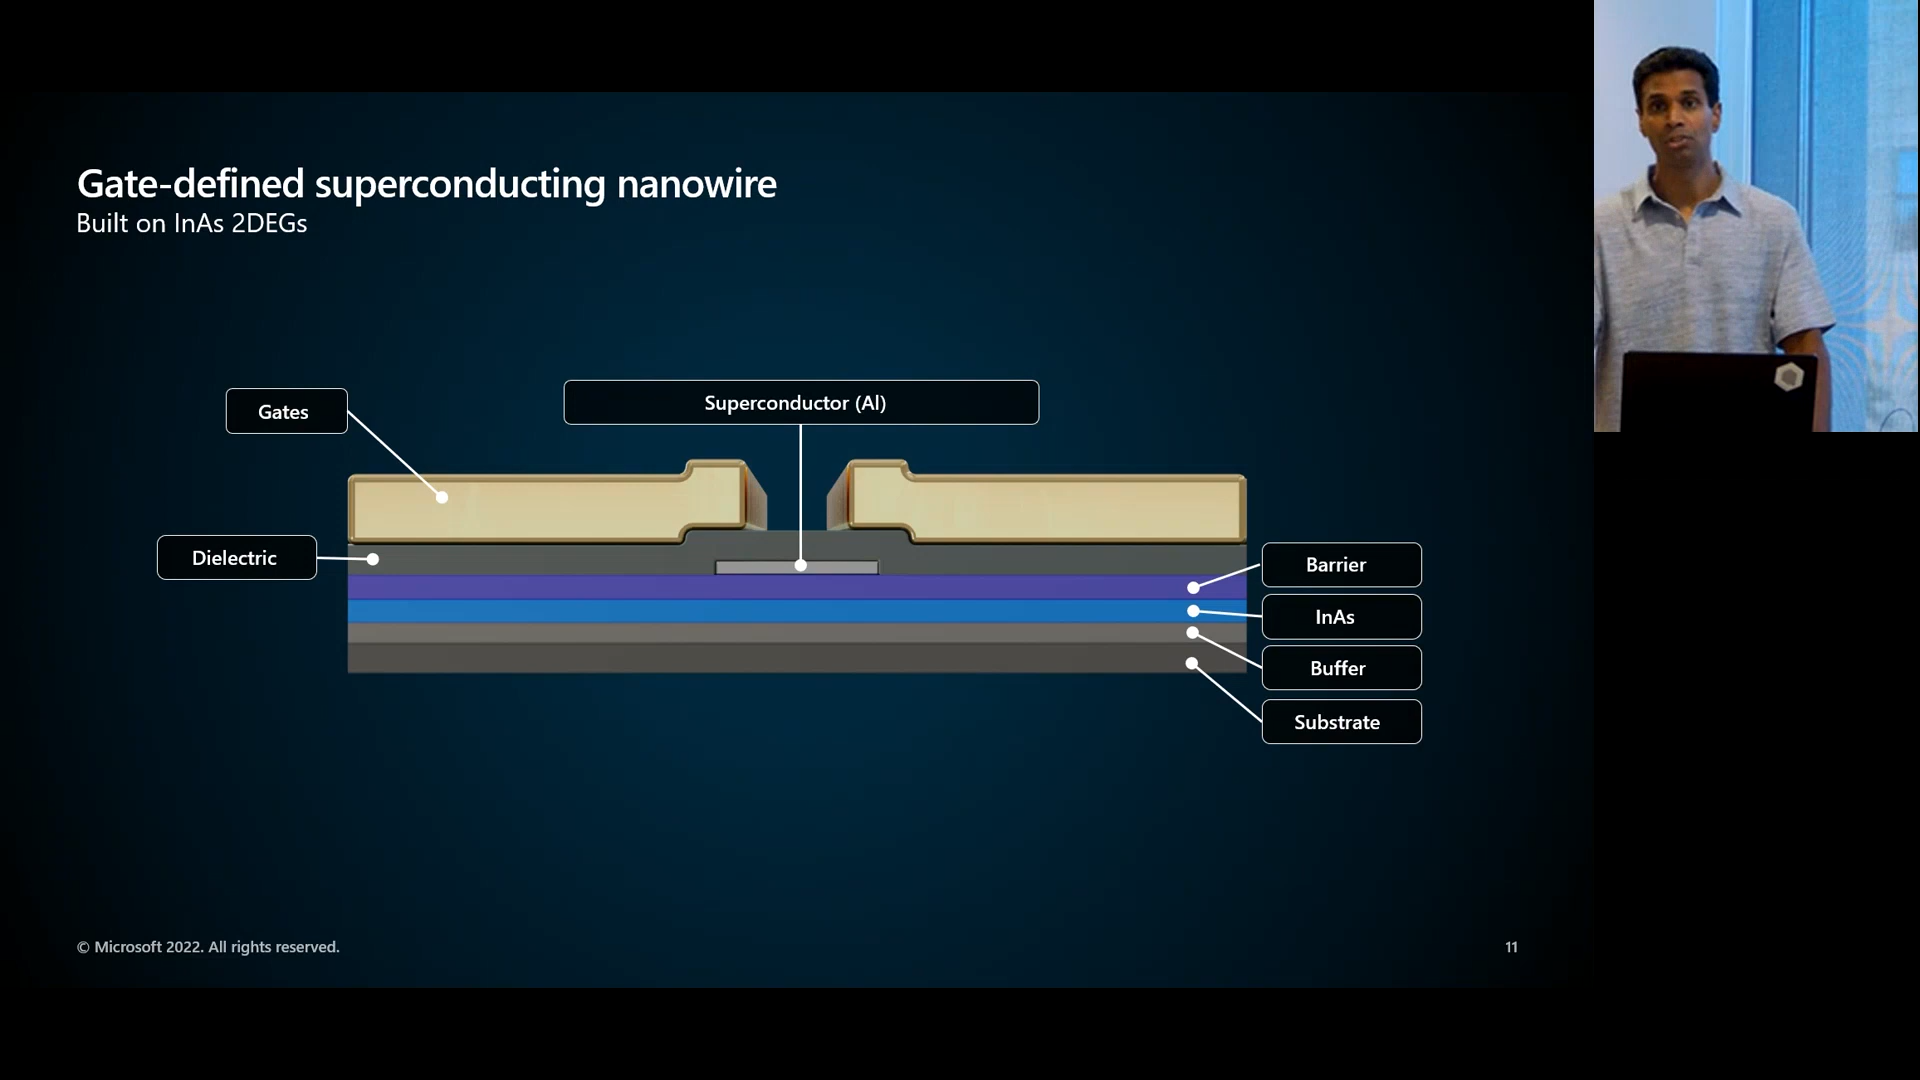 Gate-defined superconducting nanowire
Built on InAs 2DEGs
Gates
Superconductor (Al)
Dielectric
Barrier
InAs
Buffer
Substrate
© Microsoft 2022. All rights reserved.
11